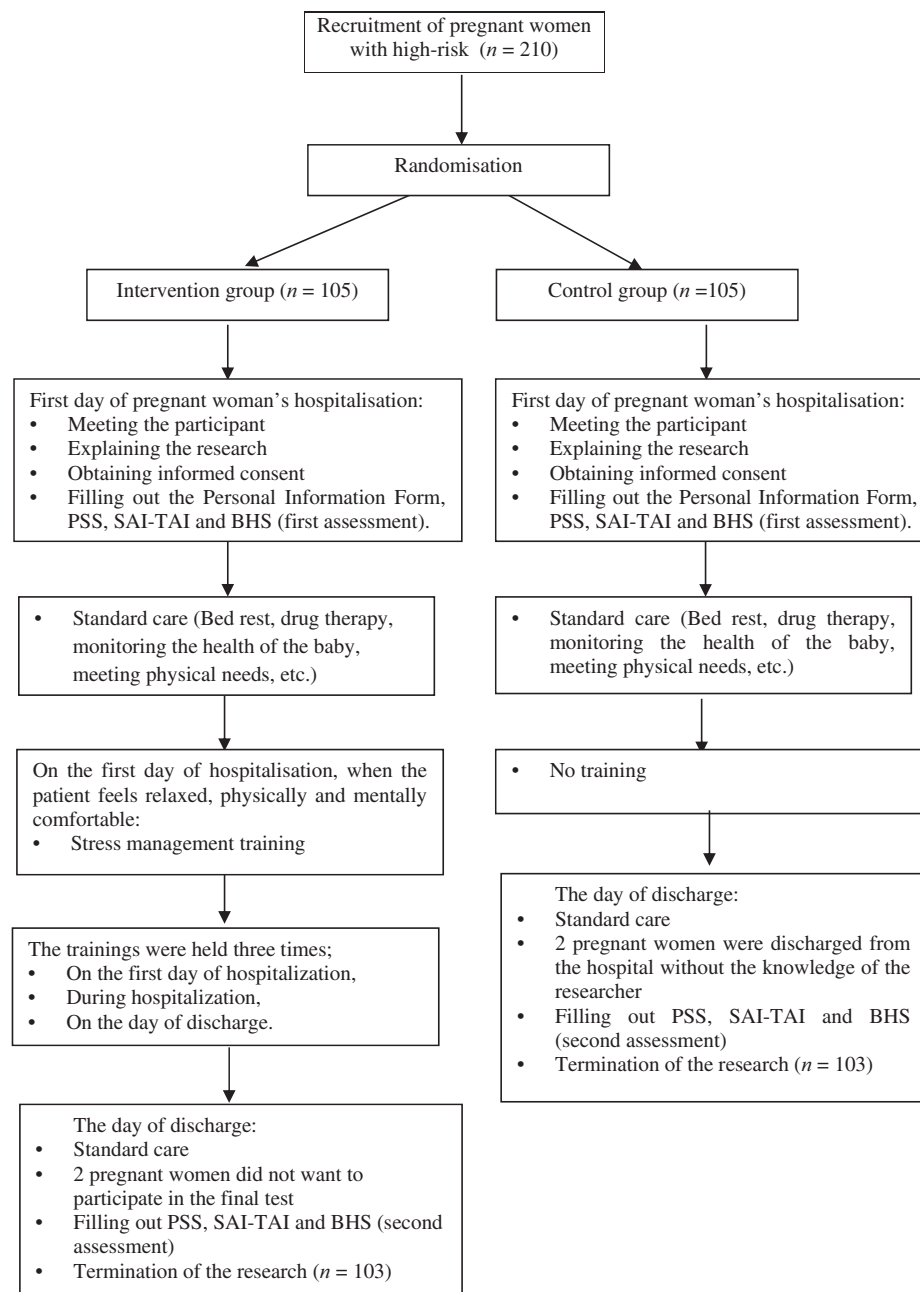 Recruitment of pregnant women
with high-risk (n = 210)
Randomisation
Intervention group (n = 105)
Control group (n =105)
First day of pregnant woman's hospitalisation:
• Meeting the participant
• Explaining the research
• Obtaining informed consent
• Filling out the Personal Information Form,
PSS, SAI-TAI and BHS (first assessment).
First day of pregnant woman's hospitalisation:
• Meeting the participant
• Explaining the research
• Obtaining informed consent
• Filling out the Personal Information Form,
PSS, SAI-TAI and BHS (first assessment).
• Standard care (Bed rest, drug therapy,
monitoring the health of the baby,
meeting physical needs, etc.)
• Standard care (Bed rest, drug therapy,
monitoring the health of the baby,
meeting physical needs, etc.)
On the first day of hospitalisation, when the
patient feels relaxed, physically and mentally
comfortable:
• Stress management training
• No training
The trainings were held three times;
• On the first day of hospitalization,
• During hospitalization,
• On the day of discharge.
The day of discharge:
• Standard care
• 2 pregnant women were discharged from
the hospital without the knowledge of the
researcher
• Filling out PSS, SAI-TAI and BHS
(second assessment)
• Termination of the research (n = 103)
The day of discharge:
• Standard care
• 2 pregnant women did not want to
participate in the final test
• Filling out PSS, SAI-TAI and BHS (second
assessment)
• Termination of the research (n = 103)